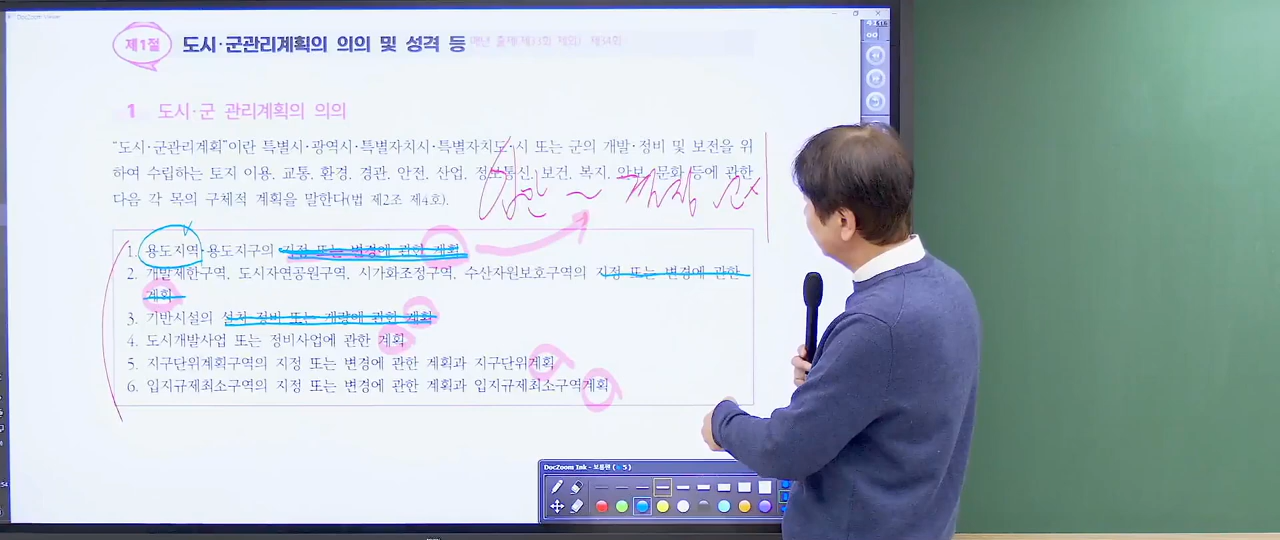 DocZoom Viewer
제1절 도시·군관리계획의 의의 및 성격 등
1 도시·군 관리계획의 의의
“도시·군관리계획”이란 특별시·광역시·특별자치시·특별자치도·시 또는 군의 개발·정비 및 보전을 위
하여 수립하는 토지 이용, 교통, 환경, 경관, 안전, 산업, 정보통신, 보건, 복지, 안보, 문화 등에 관한
다음 각 목의 구체적 계획을 말한다(법 제2조 제4호).
입안 ~ 결정 고시
1. 용도지역·용도지구의 지정 또는 변경에 관한 계획
2. 개발제한구역, 도시자연공원구역, 시가화조정구역, 수산자원보호구역의 지정 또는 변경에 관한
계획
3. 기반시설의 설치·정비 또는 개량에 관한 계획
4. 도시개발사업 또는 정비사업에 관한 계획
5. 지구단위계획구역의 지정 또는 변경에 관한 계획과 지구단위계획
6. 입지규제최소구역의 지정 또는 변경에 관한 계획과 입지규제최소구역계획
DocZoom Ink - 보통펜 ( 5 )